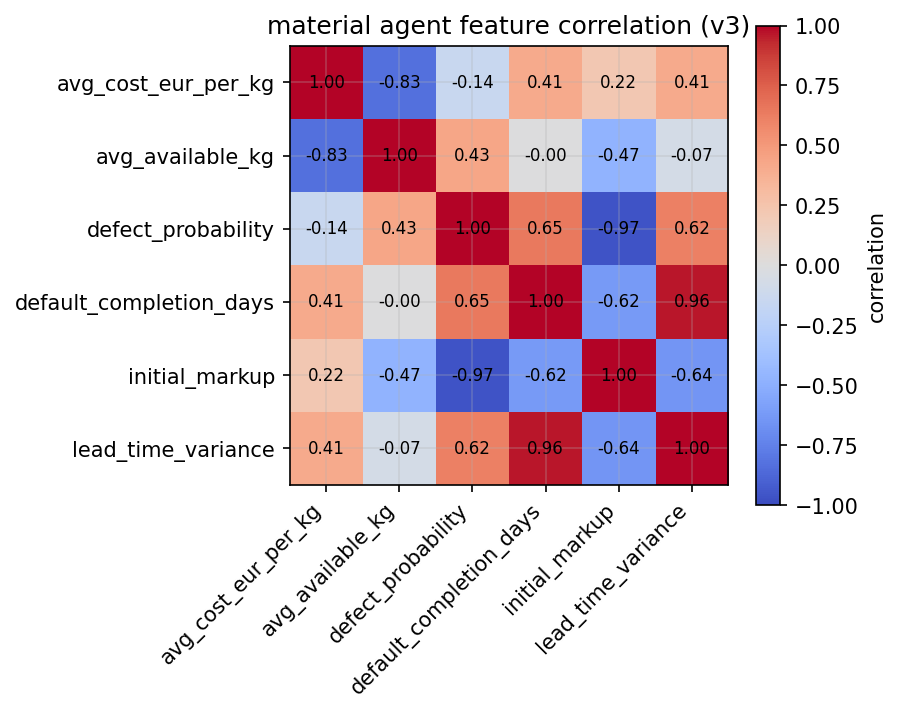 material agent feature correlation (v3)
avg_cost_eur_per_kg 1.00 -0.83 -0.14 0.41 0.22 0.41
avg_available_kg -0.83 1.00 0.43 -0.00 -0.47 -0.07
defect_probability -0.14 0.43 1.00 0.65 -0.97 0.62
default_completion_days 0.41 -0.00 0.65 1.00 -0.62 0.96
initial_markup 0.22 -0.47 -0.97 -0.62 1.00 -0.64
lead_time_variance 0.41 -0.07 0.62 0.96 -0.64 1.00
avg_cost_eur_per_kg
avg_available_kg
defect_probability
default_completion_days
initial_markup
lead_time_variance
1.00
0.75
0.50
0.25
0.00
−0.25
−0.50
−0.75
−1.00
correlation